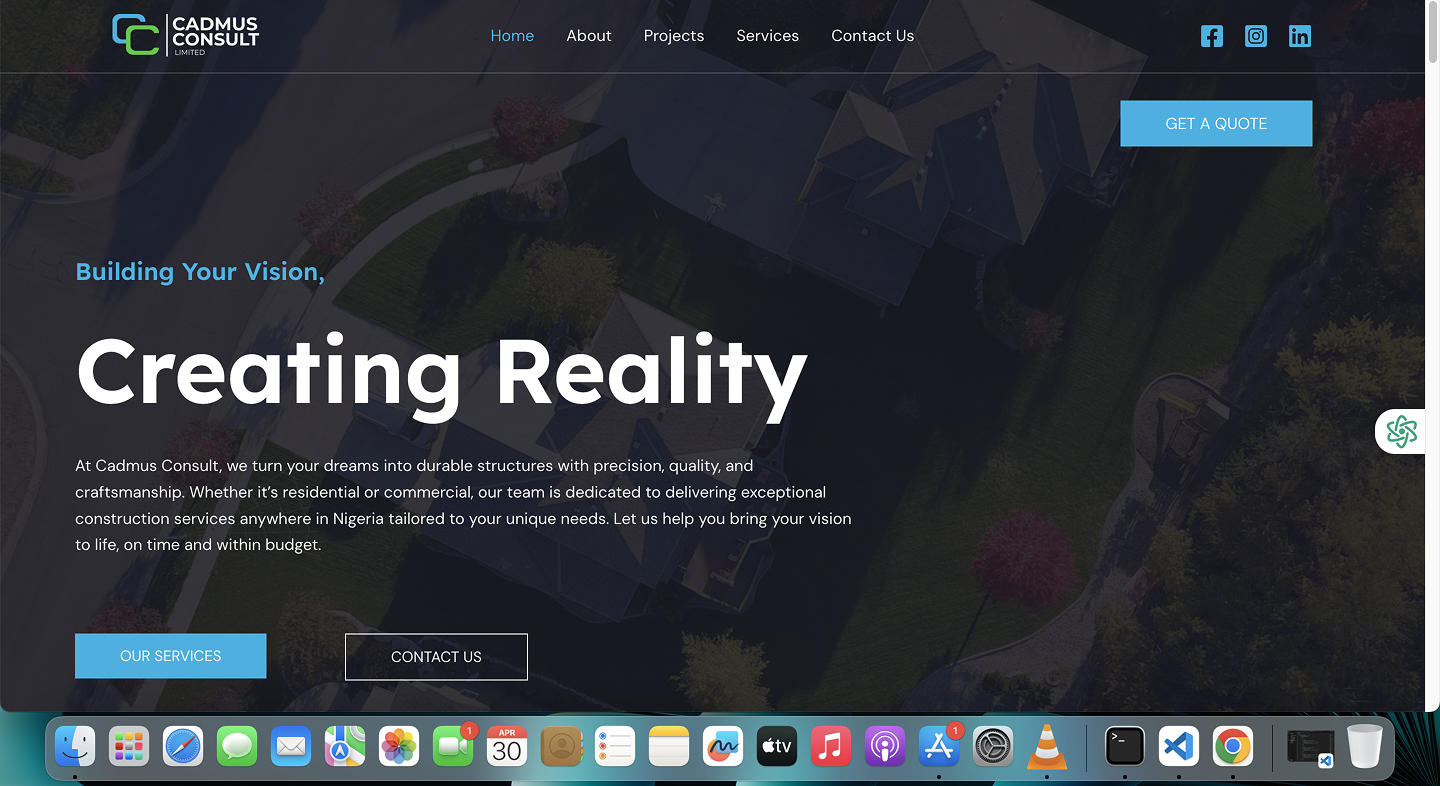 CADMUS
CONSULT
LIMITED
Home About Projects Services Contact Us
GET A QUOTE
Building Your Vision,
Creating Reality
At Cadmus Consult, we turn your dreams into durable structures with precision, quality, and
craftsmanship. Whether it’s residential or commercial, our team is dedicated to delivering exceptional
construction services anywhere in Nigeria tailored to your unique needs. Let us help you bring your vision
to life, on time and within budget.
OUR SERVICES
CONTACT US
1
APR
30
tv
1
>_